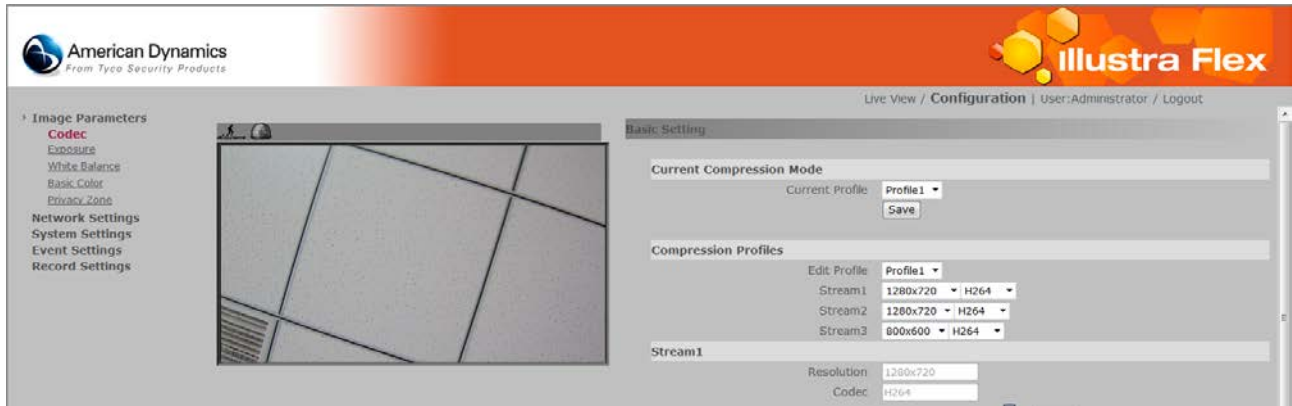 American Dynamics
From Tyco Security Products
Illustra Flex
Live View / Configuration | User:Administrator / Logout
Image Parameters
Codec
Exposure
White Balance
Basic Color
Privacy Zone
Network Settings
System Settings
Event Settings
Record Settings
Basic Setting
Current Compression Mode
Current Profile Profile1
Save
Compression Profiles
Edit Profile Profile1
Stream1 1280x720 H264
Stream2 1280x720 H264
Stream3 800x600 H264
Stream1
Resolution 1280x720
Codec H264